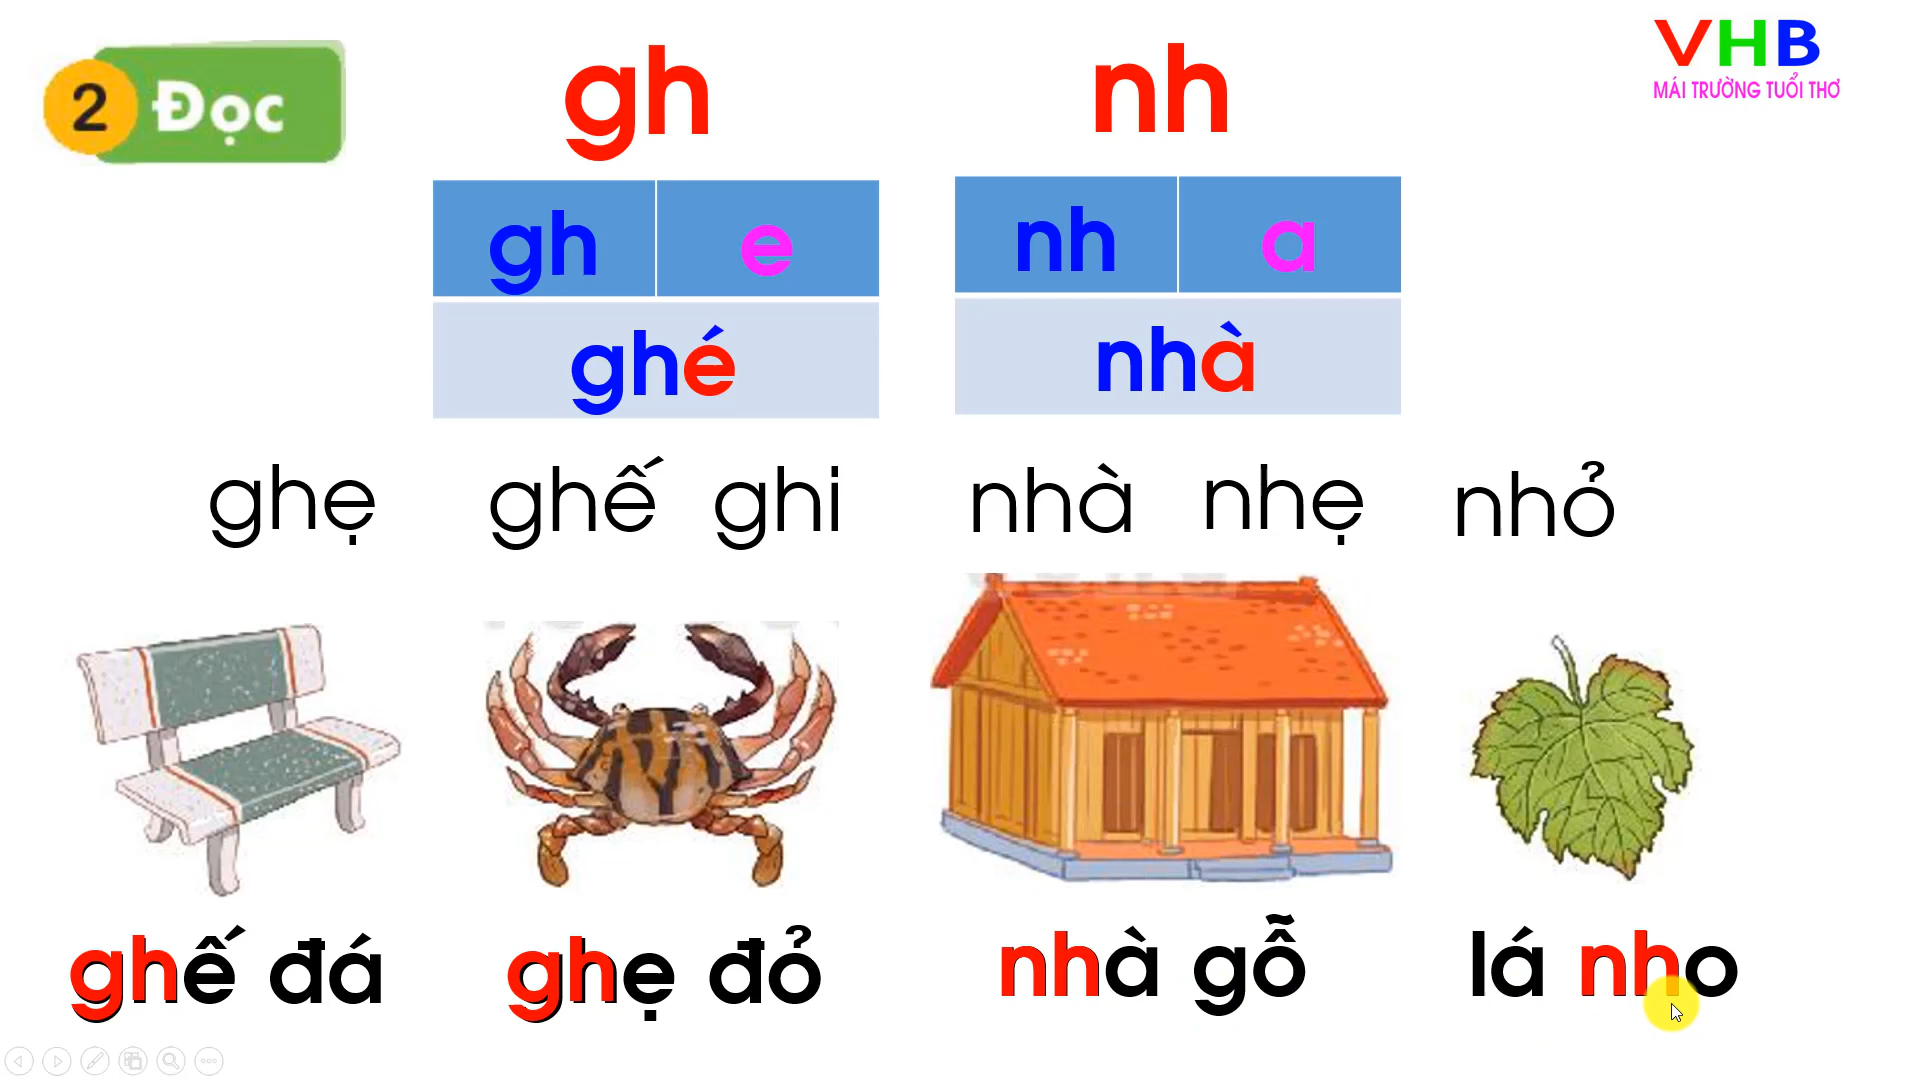 VHB
MÁI TRƯỜNG TUỔI THƠ
2 Đọc
gh nh
gh e nh a
ghé nhà
ghẹ ghế ghi nhà nhẹ nhỏ
ghế đá ghẹ đỏ nhà gỗ lá nho